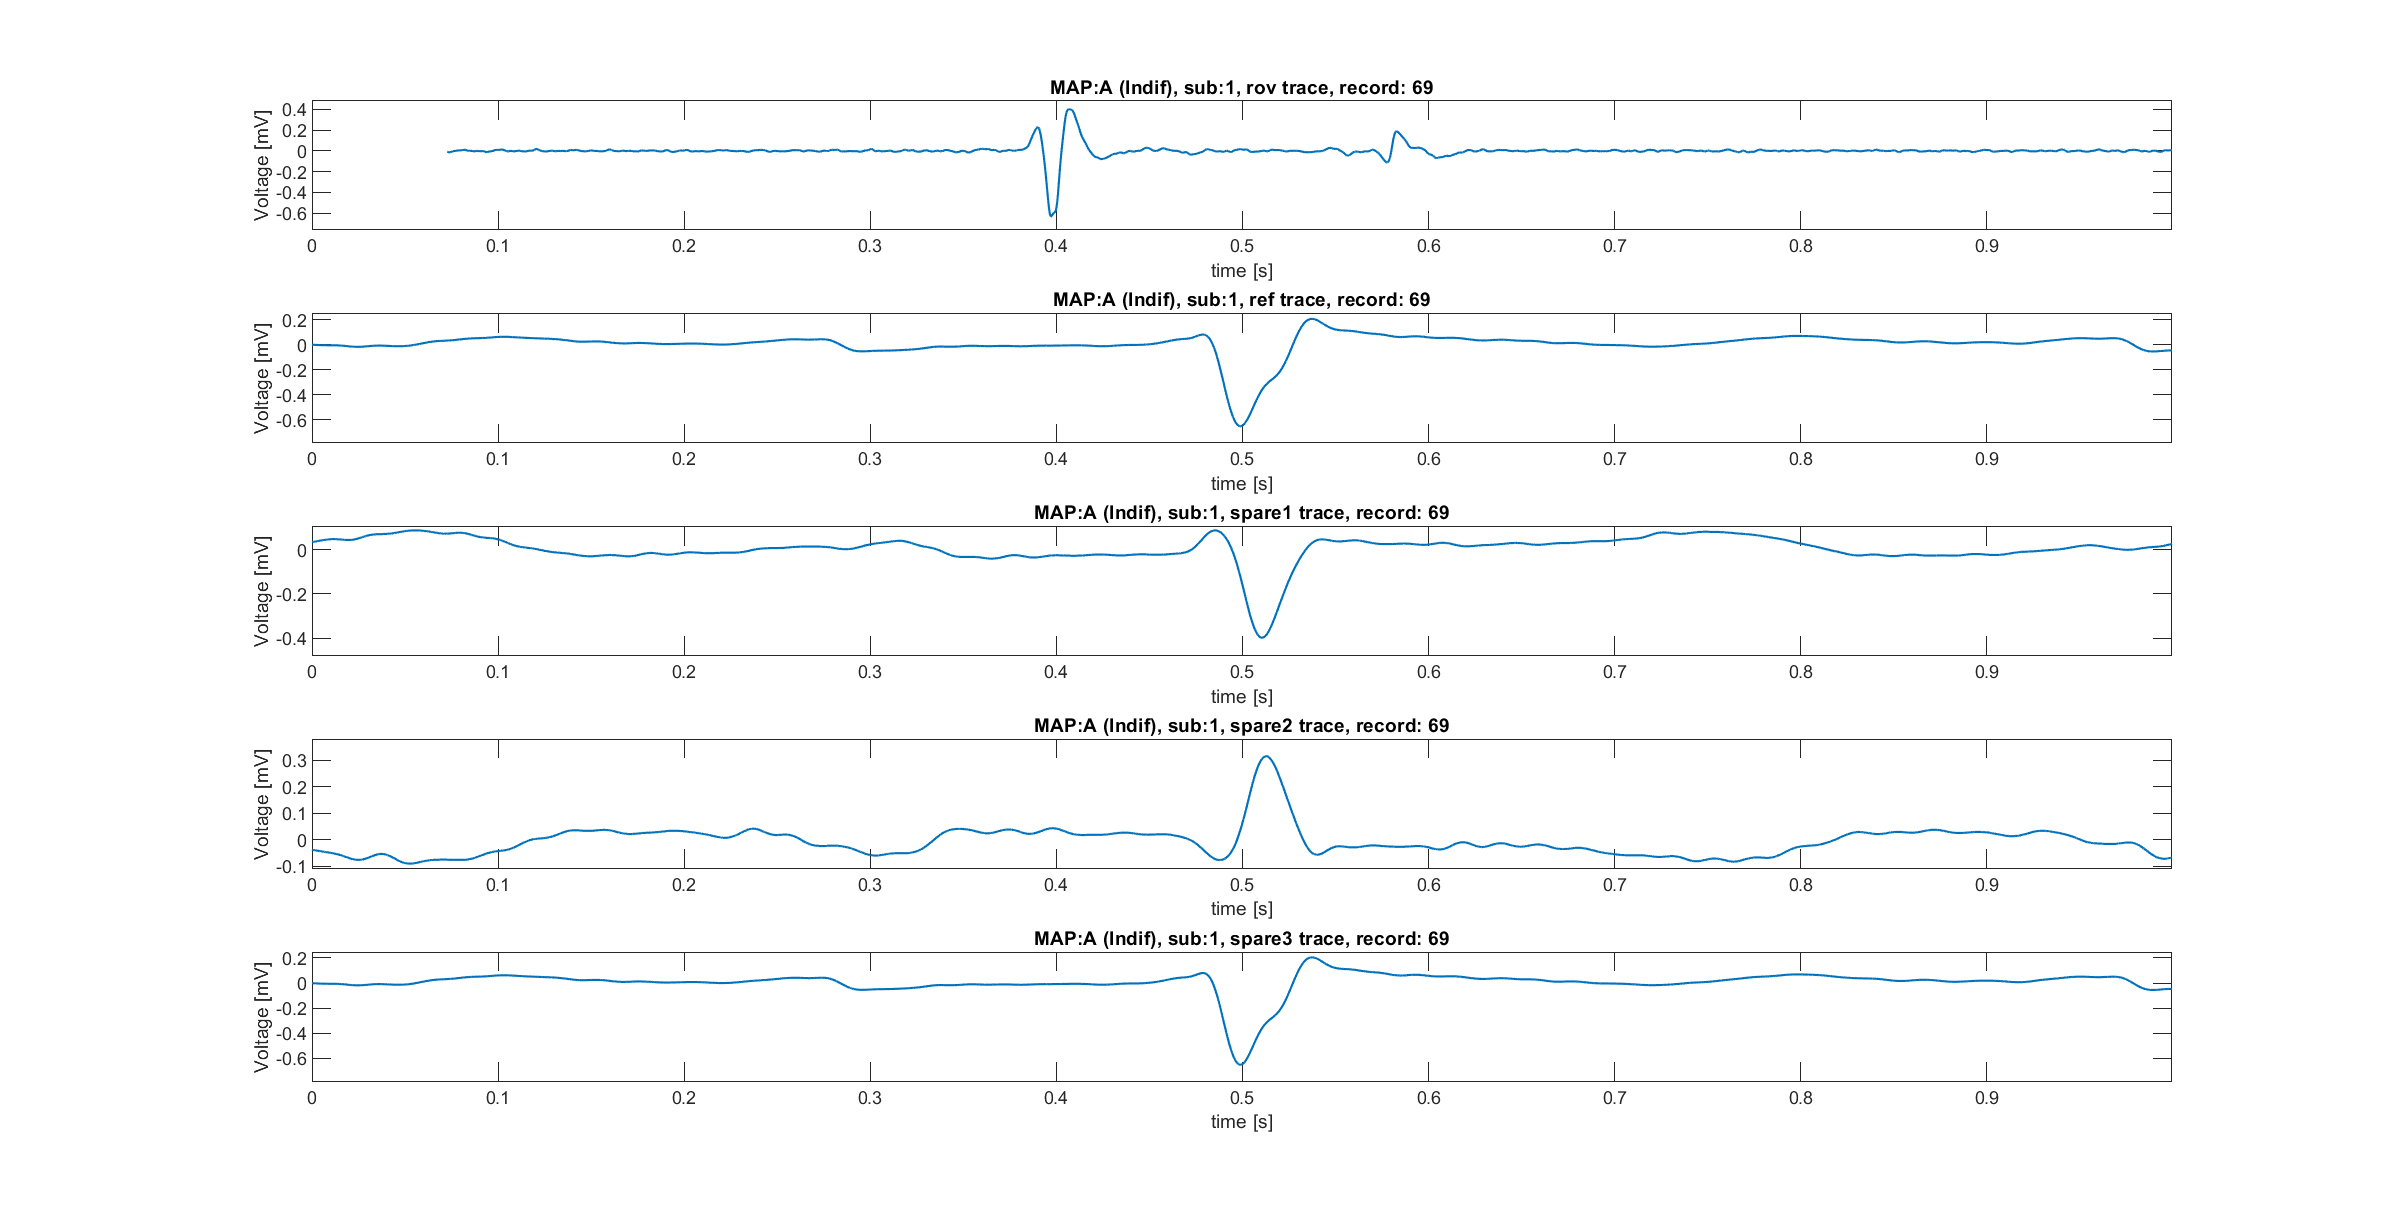 MAP:A (Indif), sub:1, rov trace, record: 69
Voltage [mV]
0.4
0.2
0
-0.2
-0.4
-0.6
0 0.1 0.2 0.3 0.4 0.5 0.6 0.7 0.8 0.9
time [s]
MAP:A (Indif), sub:1, ref trace, record: 69
Voltage [mV]
0.2
0
-0.2
-0.4
-0.6
0 0.1 0.2 0.3 0.4 0.5 0.6 0.7 0.8 0.9
time [s]
MAP:A (Indif), sub:1, spare1 trace, record: 69
Voltage [mV]
0
-0.2
-0.4
0 0.1 0.2 0.3 0.4 0.5 0.6 0.7 0.8 0.9
time [s]
MAP:A (Indif), sub:1, spare2 trace, record: 69
Voltage [mV]
0.3
0.2
0.1
0
-0.1
0 0.1 0.2 0.3 0.4 0.5 0.6 0.7 0.8 0.9
time [s]
MAP:A (Indif), sub:1, spare3 trace, record: 69
Voltage [mV]
0.2
0
-0.2
-0.4
-0.6
0 0.1 0.2 0.3 0.4 0.5 0.6 0.7 0.8 0.9
time [s]